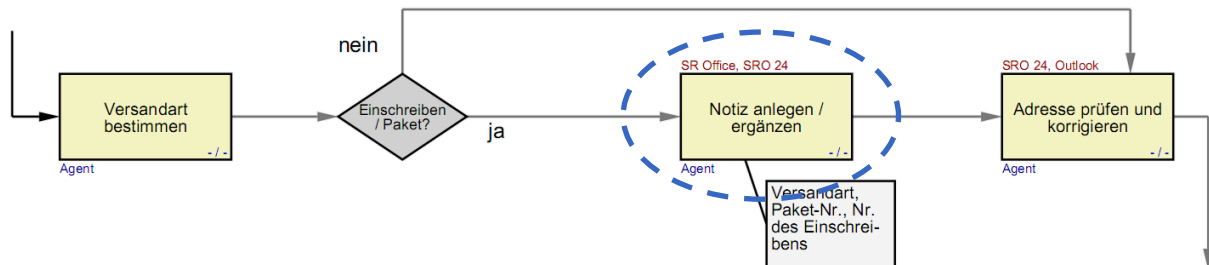 nein
SR Office, SRO 24
SRO 24, Outlook
Versandart
bestimmen
- / -
Agent
Einschreiben
/ Paket?
ja
Notiz anlegen /
ergänzen
- / -
Agent
Adresse prüfen und
korrigieren
- / -
Agent
Versandart,
Paket-Nr., Nr.
des Einschrei-
bens